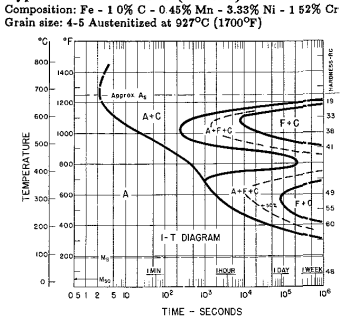 Composition: Fe - 1 0% C - 0.45% Mn - 3.33% Ni - 1 52% Cr
Grain size: 4-5 Austenitized at 927°C (1700°F)
°C
°F
HARDNESS-RC
800
1400
Approx As
19
700
1200
A+C
F+C
33
600
A+F+C
38
1000
41
500
TEMPERATURE
800
400
A+F+C
49
A
600
F+C
300
50%
55
60
400
200
I-T DIAGRAM
200
100
Ms
1 MIN
1 HOUR
1 DAY
1 WEEK
48
M50
0
0 5 1 2 5 10 10² 10³ 10⁴ 10⁵ 10⁶
TIME - SECONDS